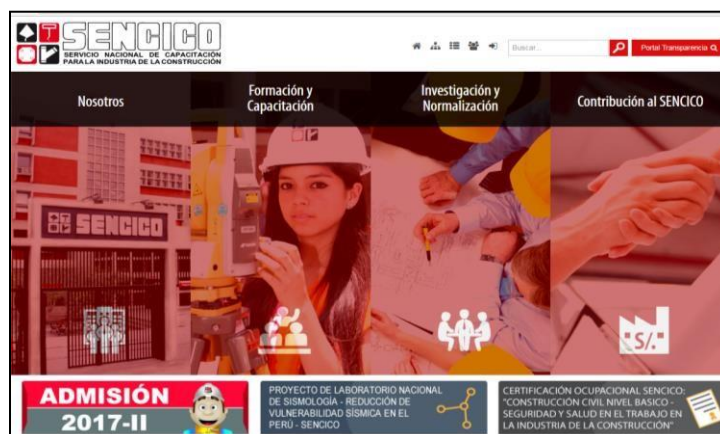 SENCICO
SERVICIO NACIONAL DE CAPACITACIÓN
PARA LA INDUSTRIA DE LA CONSTRUCCIÓN
Buscar...
Portal Transparencia
Nosotros
Formación y
Capacitación
Investigación y
Normalización
Contribución al SENCICO
SENCICO
S/.
ADMISIÓN
2017-II
PROYECTO DE LABORATORIO NACIONAL
DE SISMOLOGÍA - REDUCCIÓN DE
VULNERABILIDAD SÍSMICA EN EL
PERÚ - SENCICO
CERTIFICACIÓN OCUPACIONAL SENCICO:
"CONSTRUCCIÓN CIVIL NIVEL BASICO -
SEGURIDAD Y SALUD EN EL TRABAJO EN
LA INDUSTRIA DE LA CONSTRUCCIÓN"